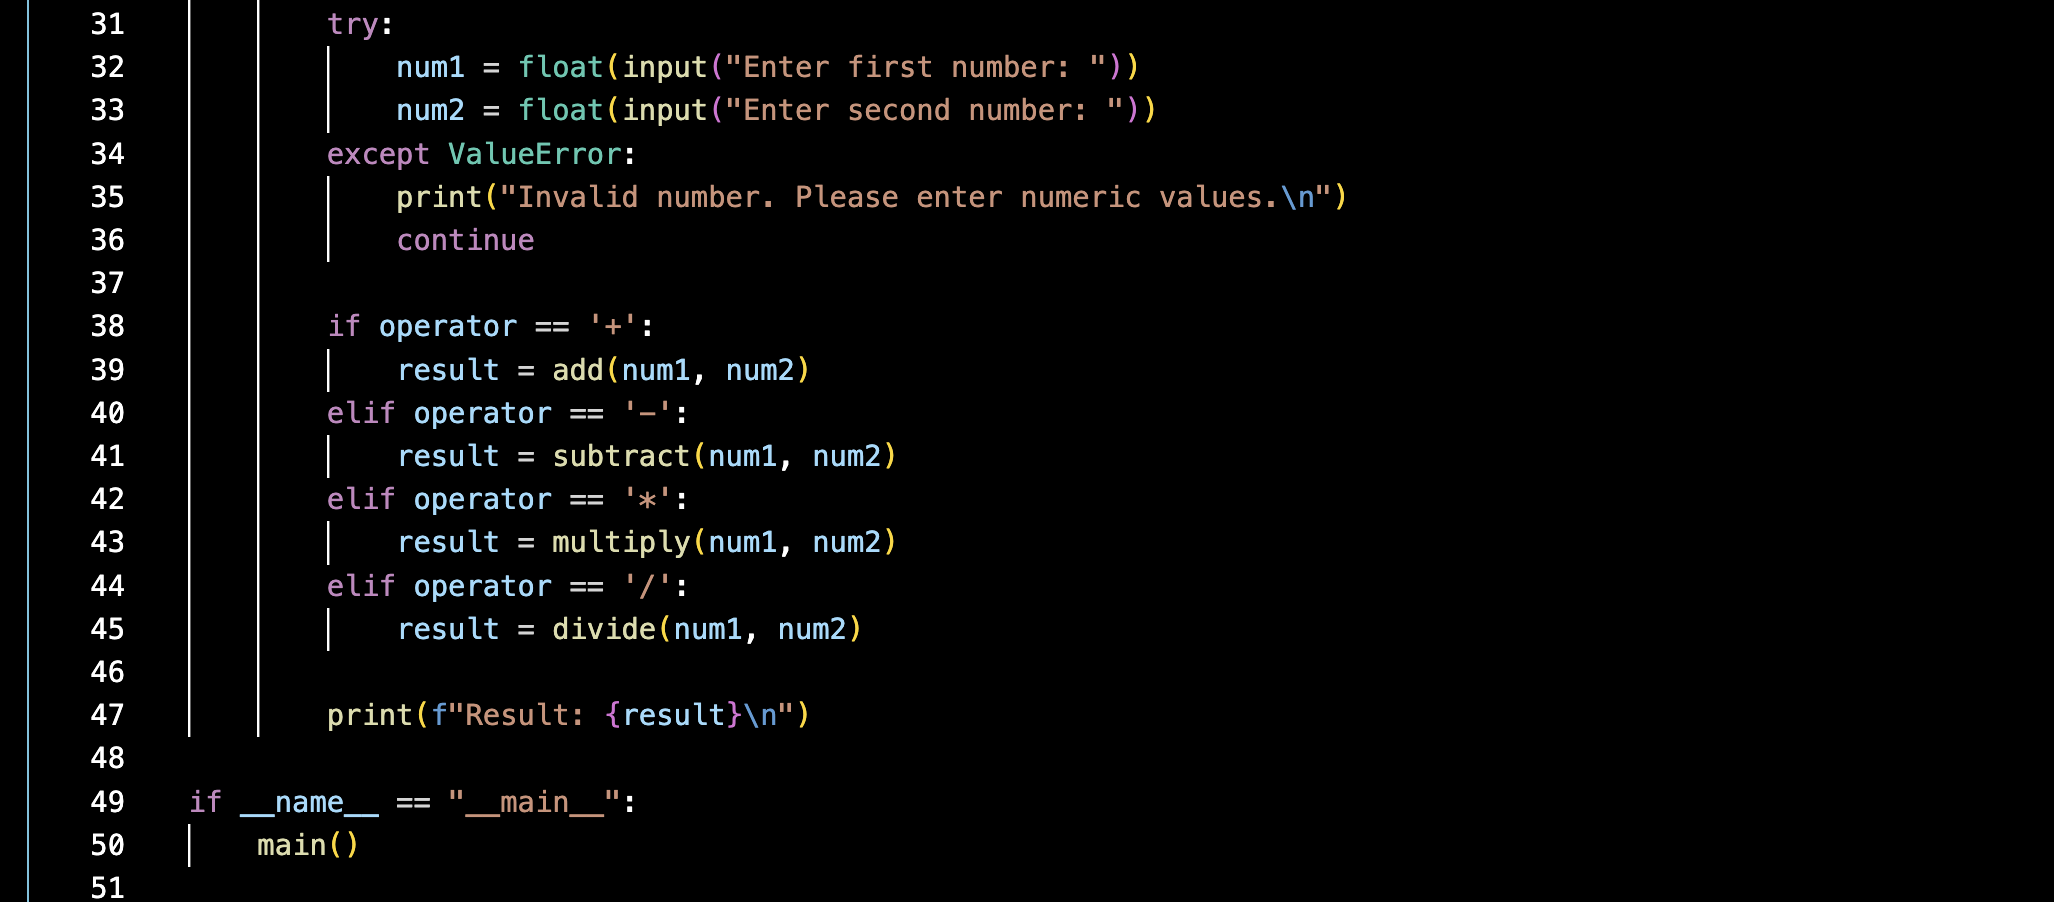 31 try:
32 num1 = float(input("Enter first number: "))
33 num2 = float(input("Enter second number: "))
34 except ValueError:
35 print("Invalid number. Please enter numeric values.\n")
36 continue
37
38 if operator == '+':
39 result = add(num1, num2)
40 elif operator == '-':
41 result = subtract(num1, num2)
42 elif operator == '*':
43 result = multiply(num1, num2)
44 elif operator == '/':
45 result = divide(num1, num2)
46
47 print(f"Result: {result}\n")
48
49 if __name__ == "__main__":
50 main()
51